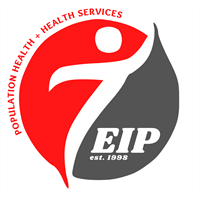 POPULATION HEALTH + HEALTH SERVICES
EIP
est. 1998